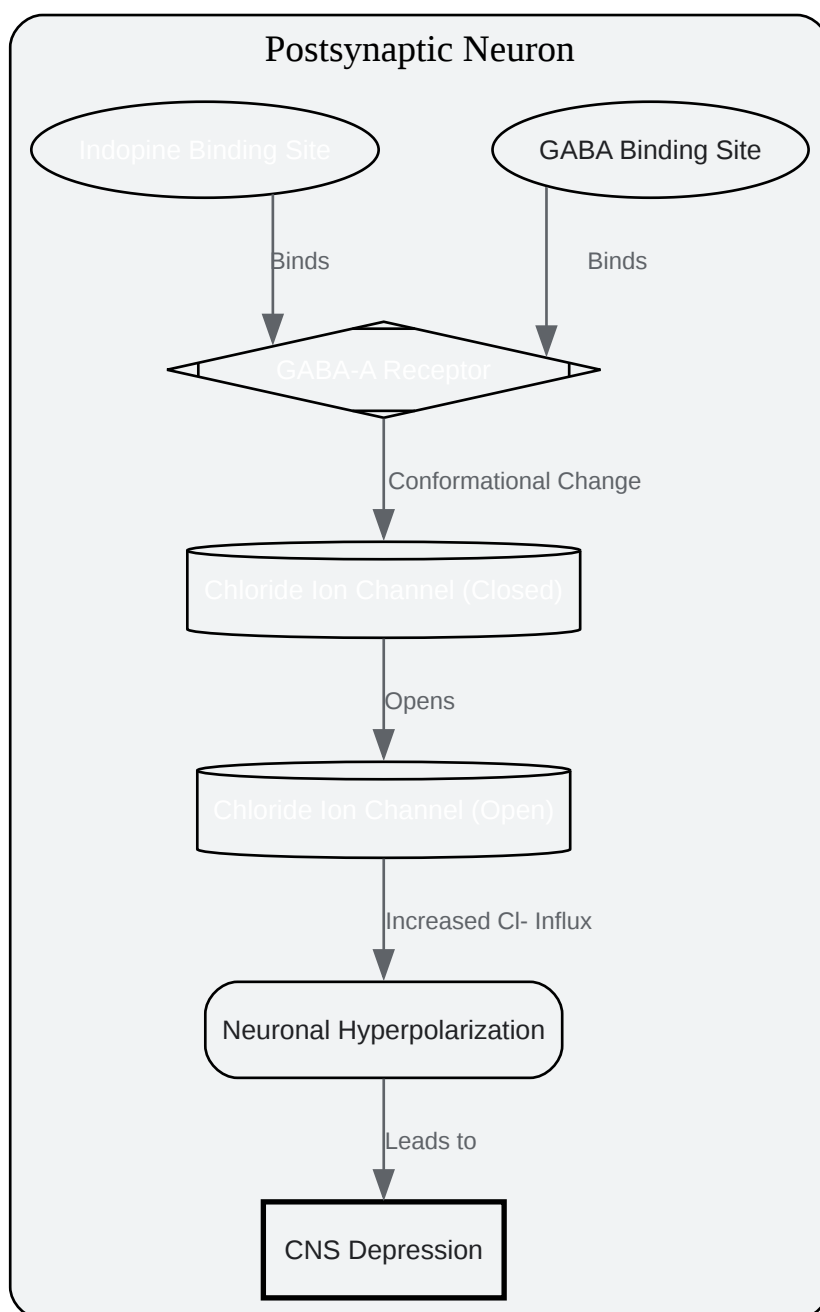 Postsynaptic Neuron
Indopine Binding Site
GABA Binding Site
Binds
Binds
GABA-A Receptor
Conformational Change
Chloride Ion Channel (Closed)
Opens
Chloride Ion Channel (Open)
Increased Cl- Influx
Neuronal Hyperpolarization
Leads to
CNS Depression